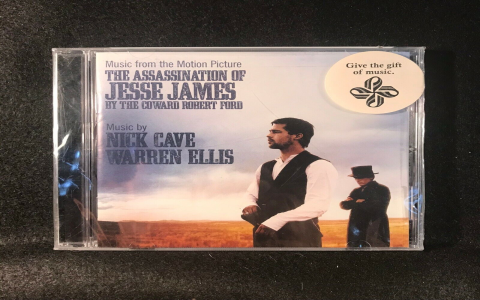 Music from the Motion Picture
THE ASSASSINATION OF
JESSE JAMES
BY THE COWARD ROBERT FORD
Music by
NICK CAVE
WARREN ELLIS
Give the gift
of music.